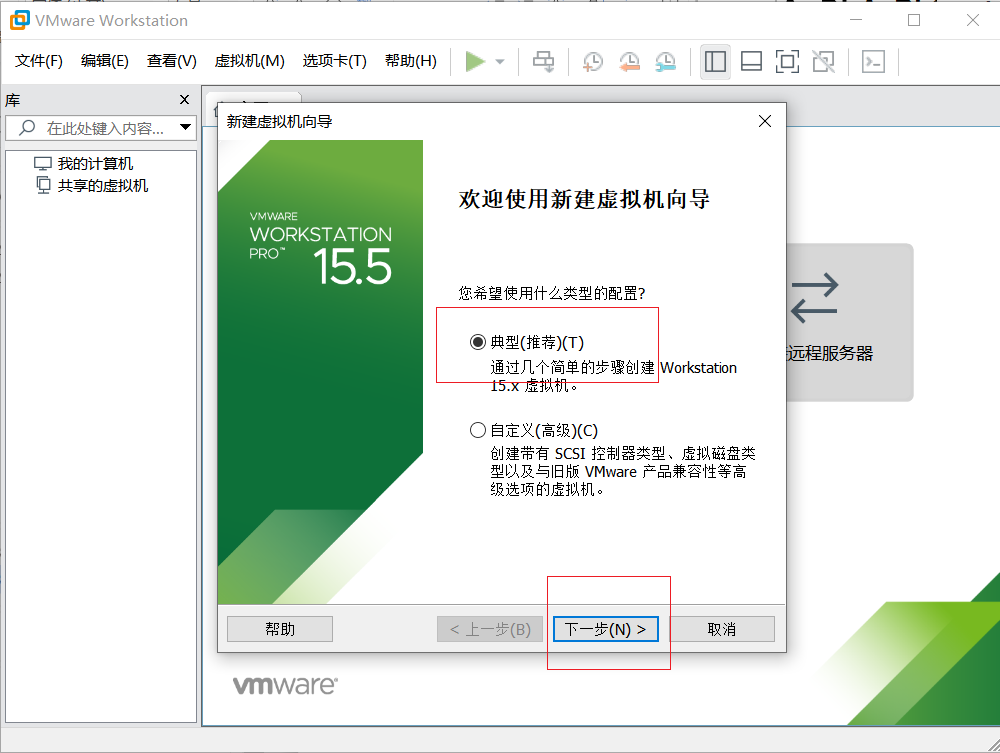 VMware Workstation
文件(F) 编辑(E) 查看(V) 虚拟机(M) 选项卡(T) 帮助(H)
库
在此处键入内容...
我的计算机
共享的虚拟机
新建虚拟机向导
VMWARE
WORKSTATION
PRO™ 15.5
欢迎使用新建虚拟机向导
您希望使用什么类型的配置?
典型(推荐)(T)
通过几个简单的步骤创建 Workstation
15.x 虚拟机。
自定义(高级)(C)
创建带有 SCSI 控制器类型、虚拟磁盘类
型以及与旧版 VMware 产品兼容性等高
级选项的虚拟机。
远程服务器
帮助 < 上一步(B) 下一步(N) > 取消
vmware®